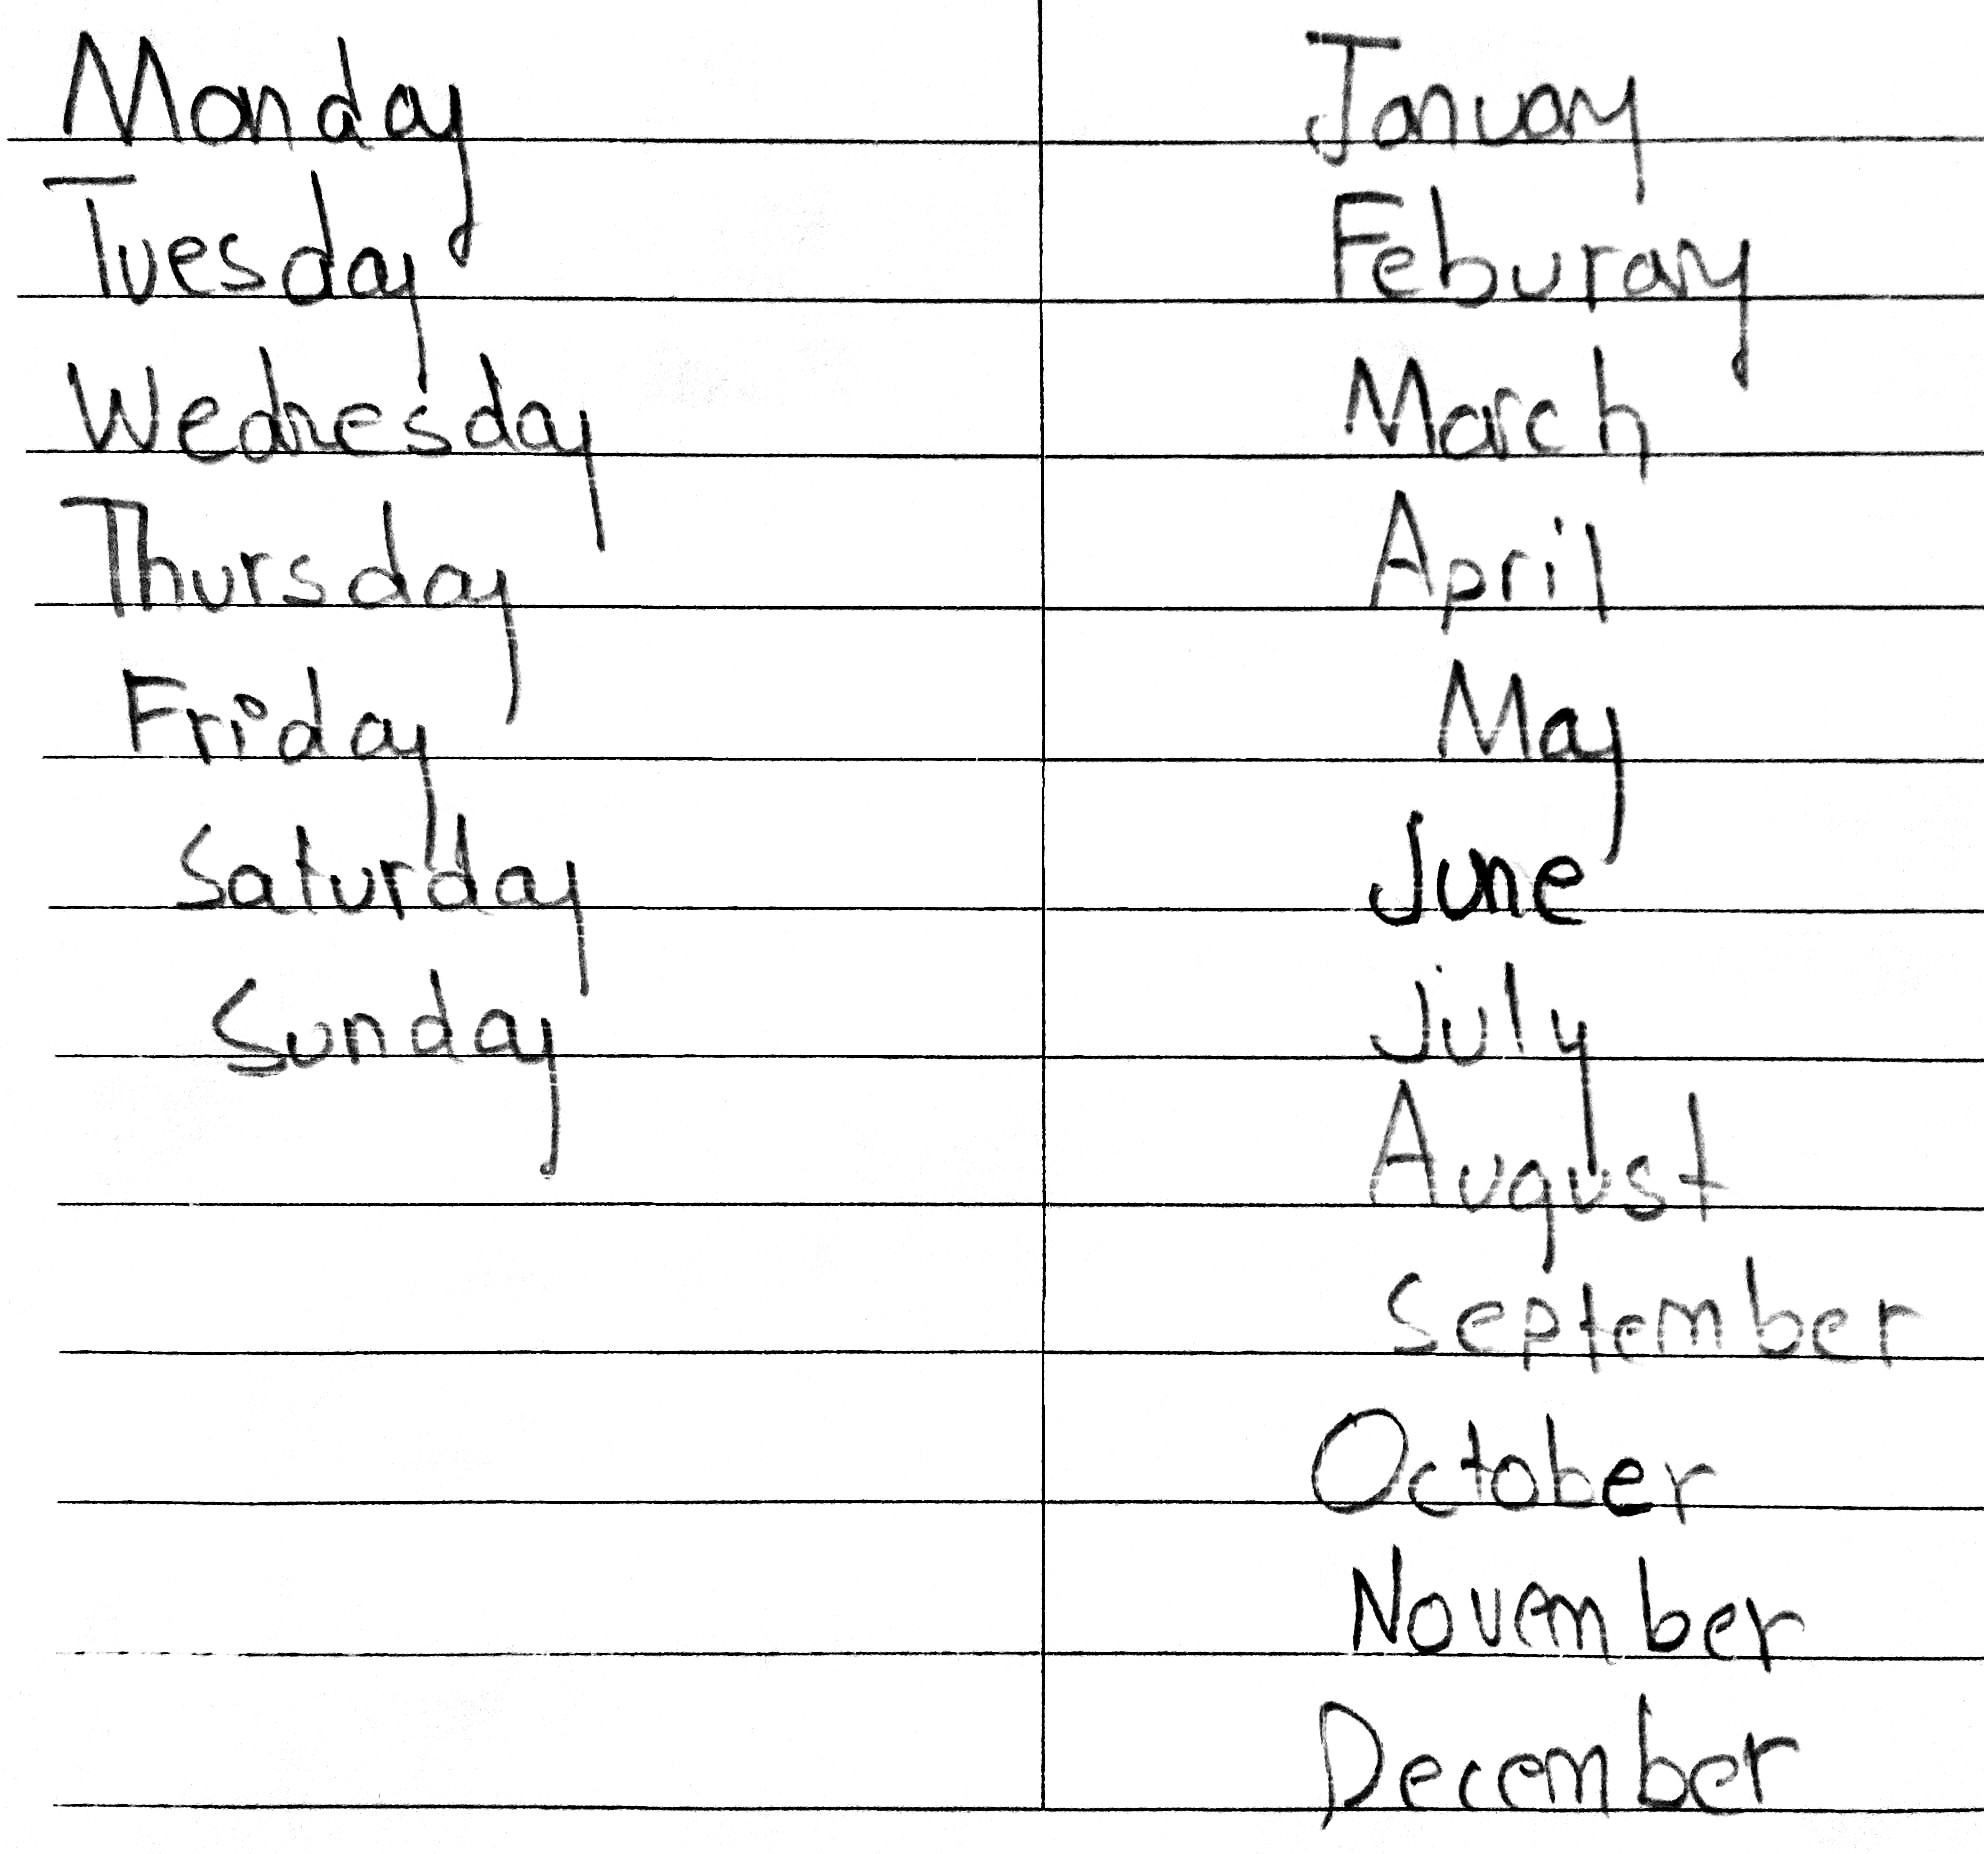 Monday
Tuesday
Wednesday
Thursday
Friday
Saturday
Sunday
January
Feburary
March
April
May
June
July
August
September
October
November
December